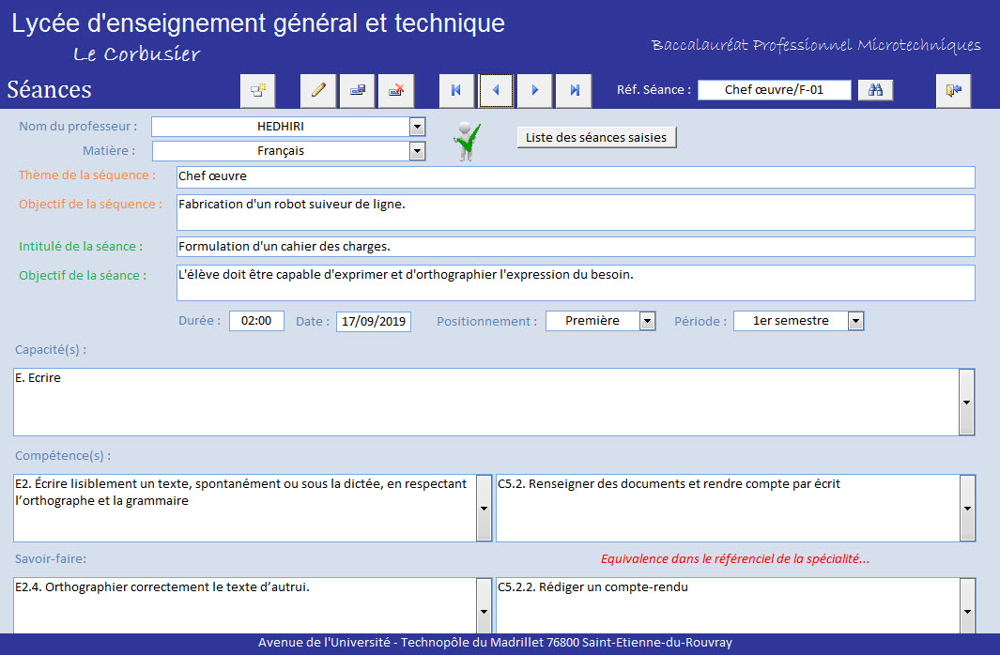 Lycée d'enseignement général et technique
Le Corbusier
Baccalauréat Professionnel Microtechniques
Séances
Réf. Séance : Chef œuvre/F-01
Nom du professeur : HEDHIRI
Liste des séances saisies
Matière : Français
Thème de la séquence : Chef œuvre
Objectif de la séquence : Fabrication d'un robot suiveur de ligne.
Intitulé de la séance : Formulation d'un cahier des charges.
Objectif de la séance : L'élève doit être capable d'exprimer et d'orthographier l'expression du besoin.
Durée : 02:00 Date : 17/09/2019 Positionnement : Première Période : 1er semestre
Capacité(s) :
E. Ecrire
Compétence(s) :
E2. Écrire lisiblement un texte, spontanément ou sous la dictée, en respectant
l’orthographe et la grammaire
C5.2. Renseigner des documents et rendre compte par écrit
Savoir-faire:
Equivalence dans le référenciel de la spécialité...
E2.4. Orthographier correctement le texte d’autrui.
C5.2.2. Rédiger un compte-rendu
Avenue de l'Université - Technopôle du Madrillet 76800 Saint-Etienne-du-Rouvray